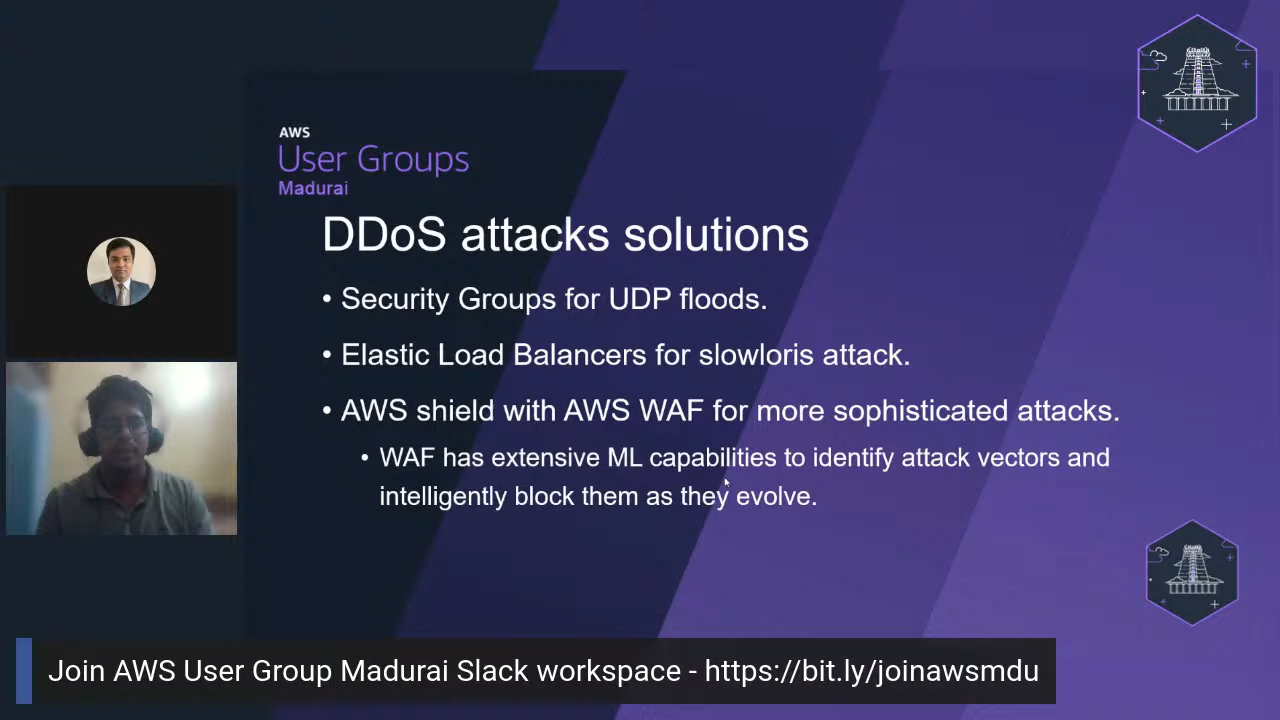 AWS
User Groups
Madurai
DDoS attacks solutions
• Security Groups for UDP floods.
• Elastic Load Balancers for slowloris attack.
• AWS shield with AWS WAF for more sophisticated attacks.
• WAF has extensive ML capabilities to identify attack vectors and
intelligently block them as they evolve.
Join AWS User Group Madurai Slack workspace - https://bit.ly/joinawsmdu